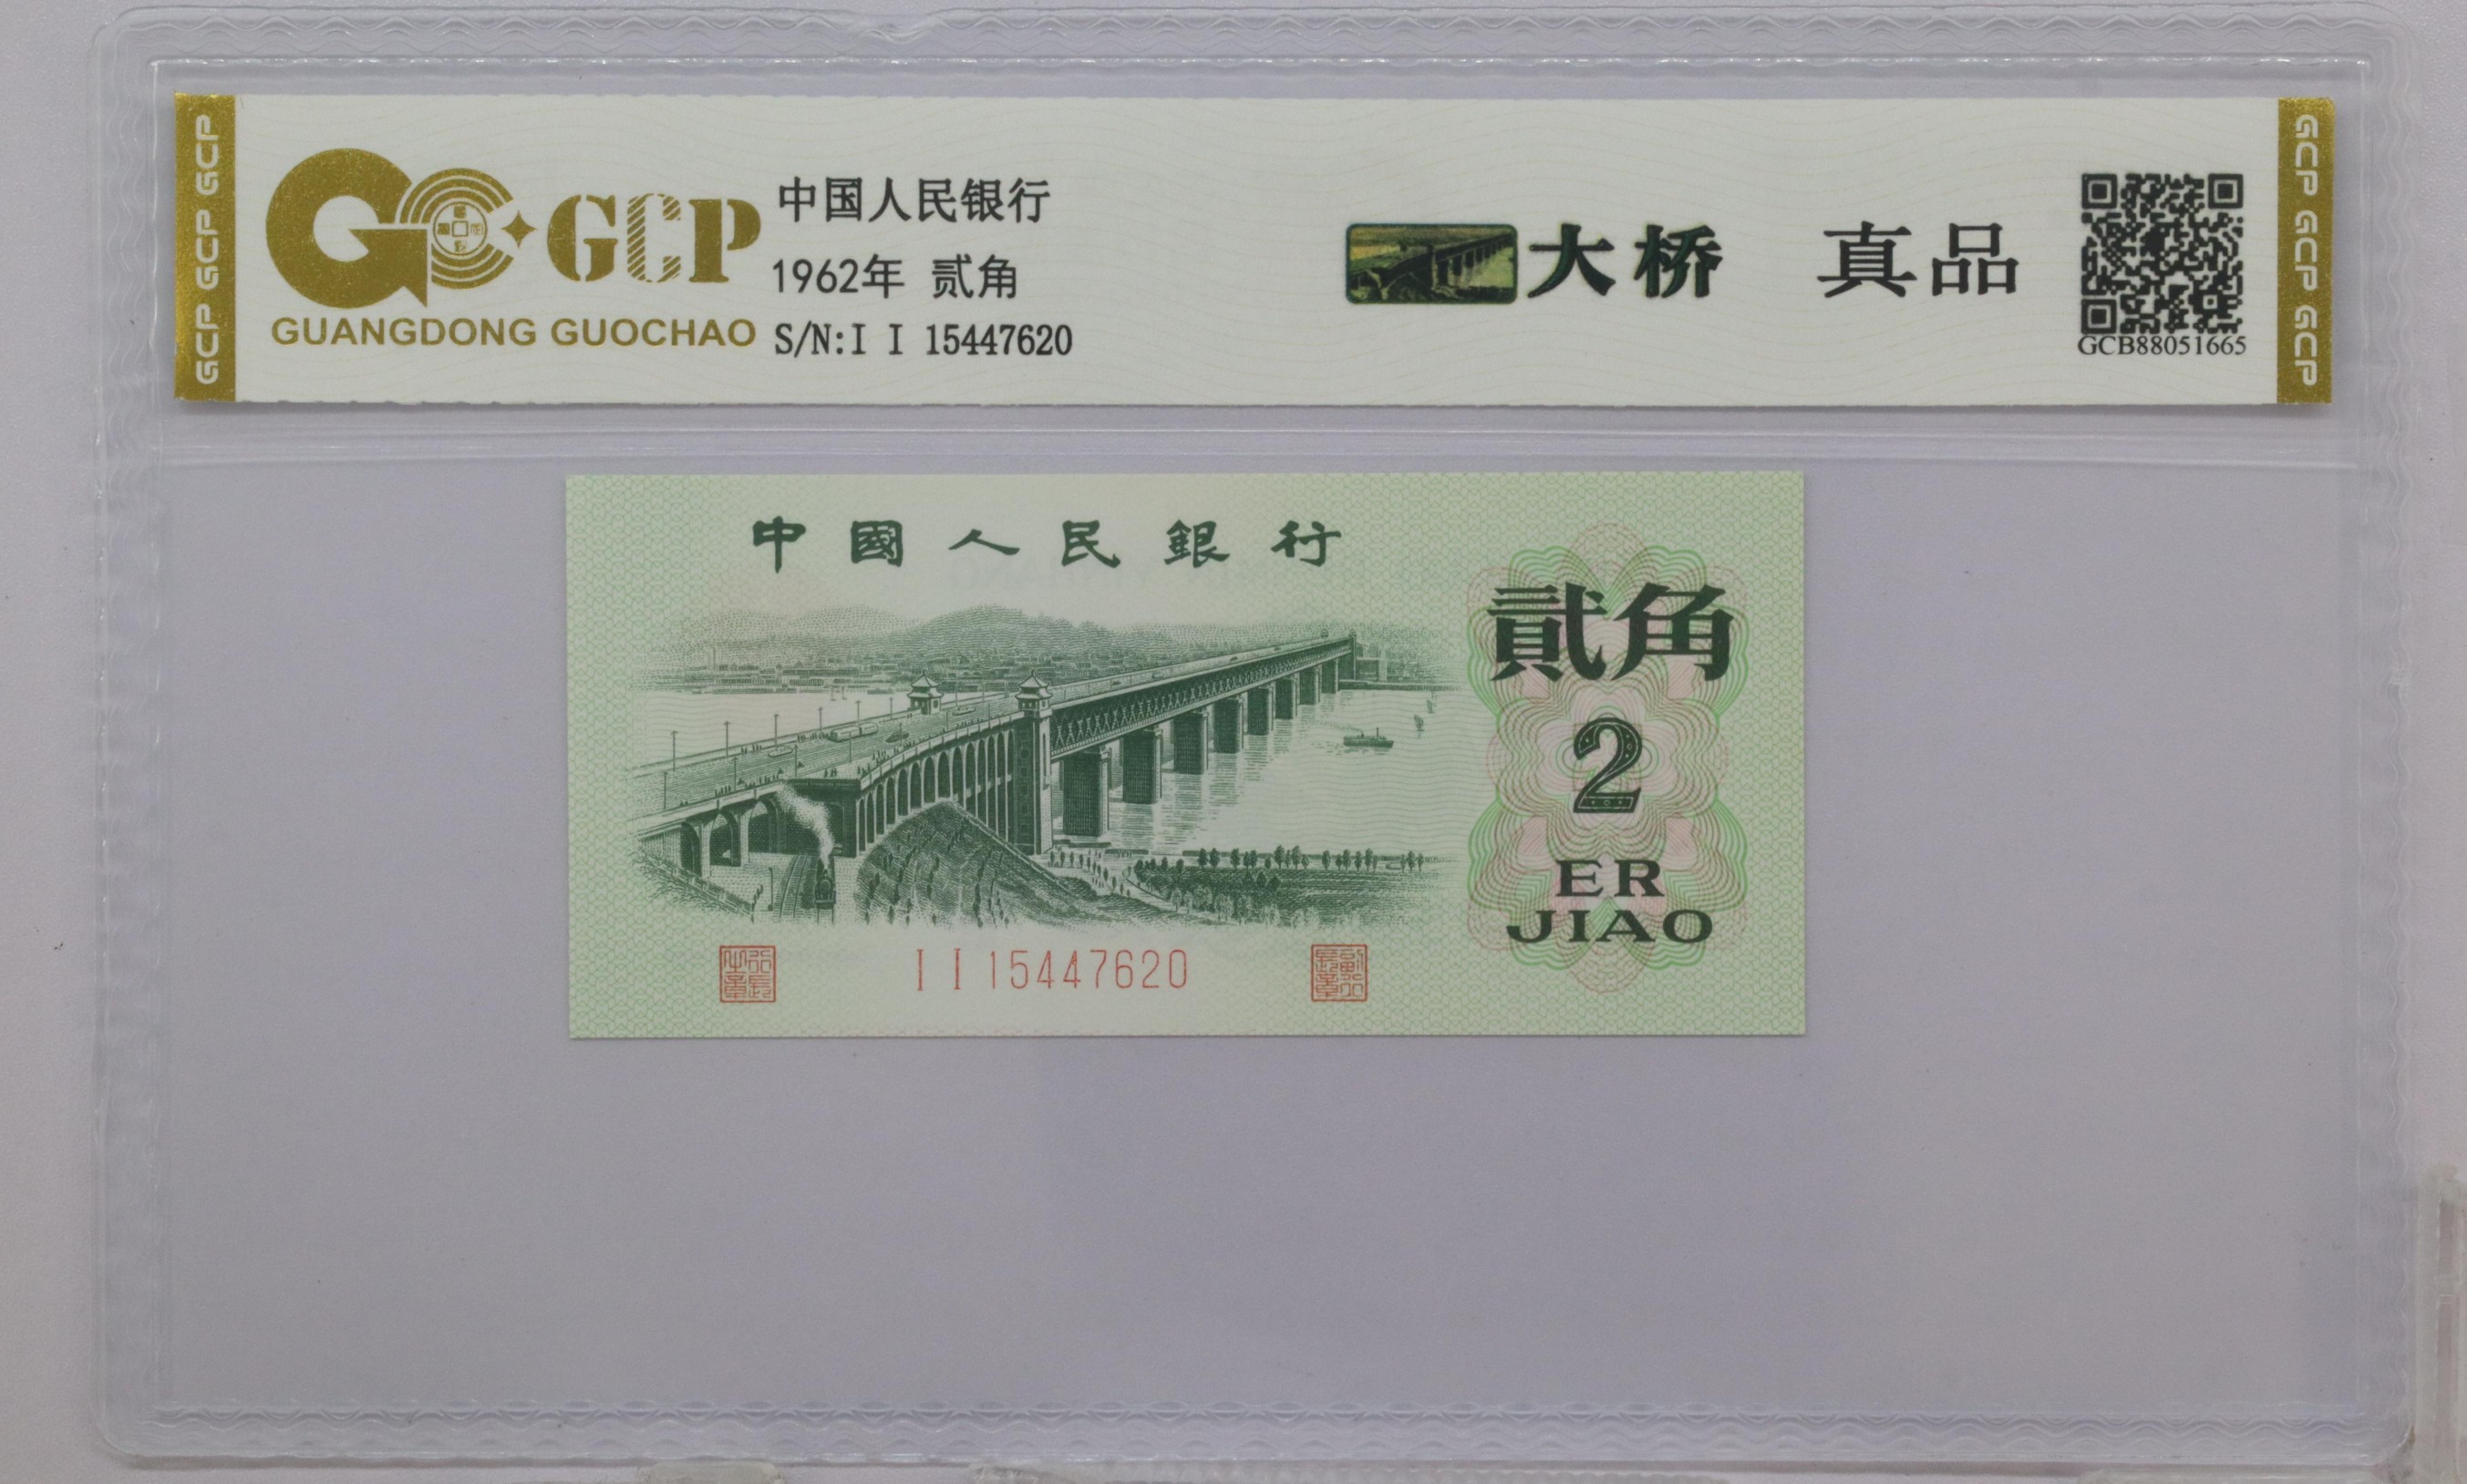 GCP GCP GCP
GCP
GUANGDONG GUOCHAO
中国人民银行
1962年 贰角
S/N:I I 15447620
大桥 真品
GCB88051665
GCP GCP GCP
中國人民銀行
貳角
2
ER
JIAO
I I 15447620